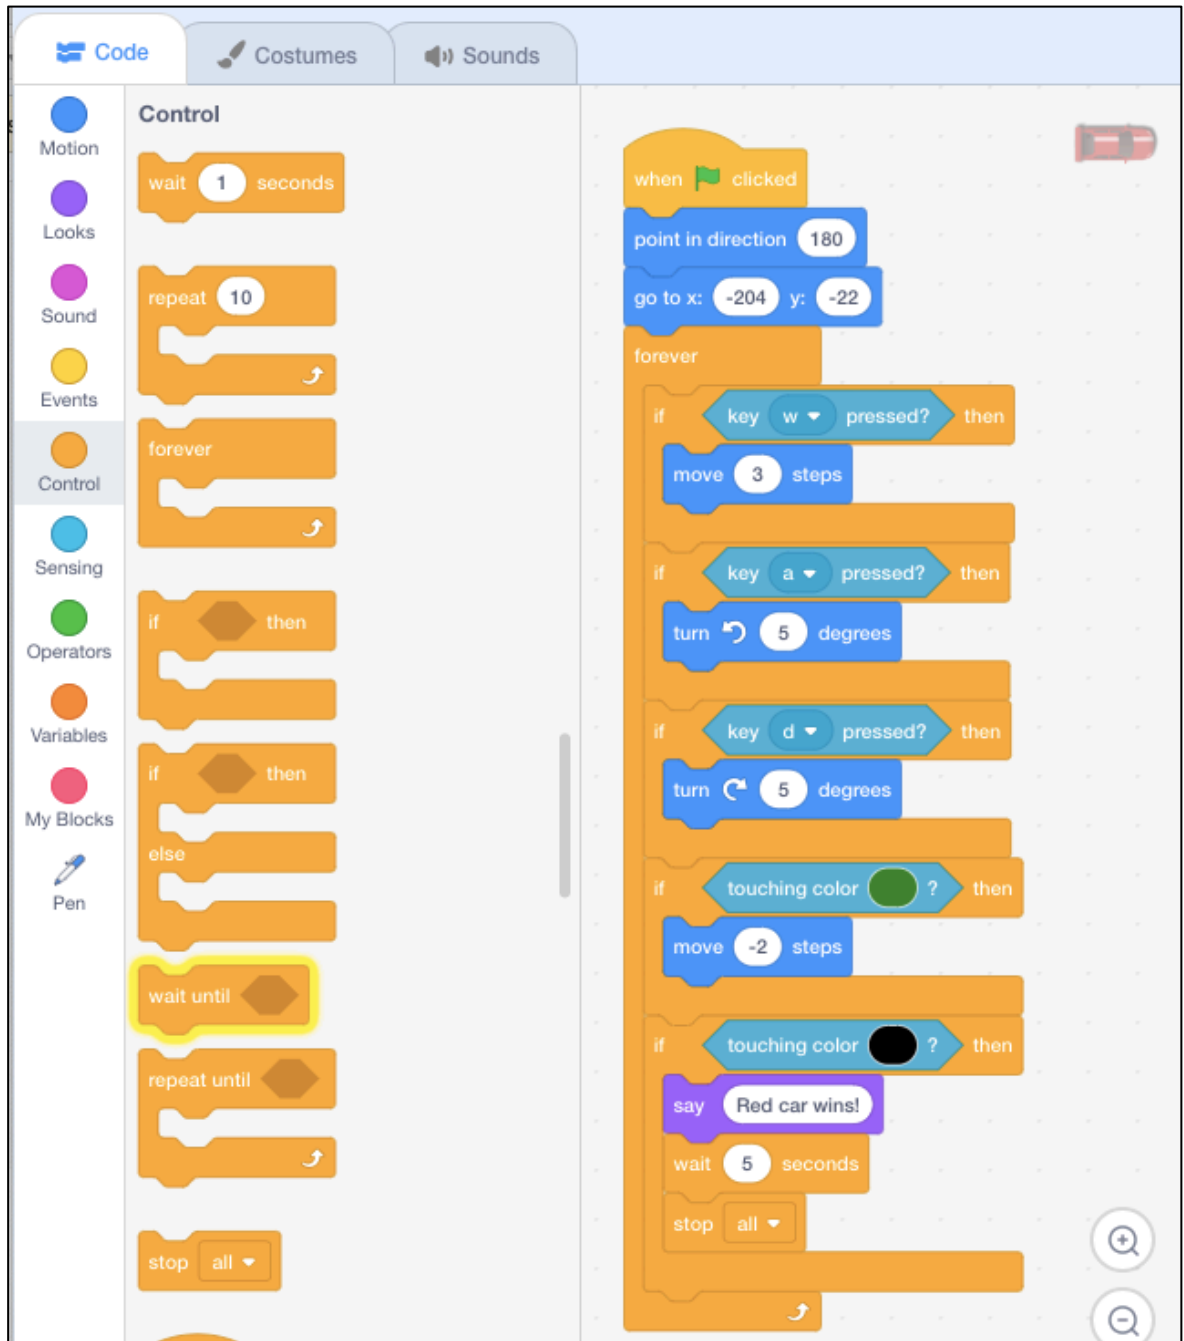 Code
Costumes
Sounds
Motion
Looks
Sound
Events
Control
Sensing
Operators
Variables
My Blocks
Pen
Control
wait 1 seconds
repeat 10
forever
if then
if then
else
wait until
repeat until
stop all
when clicked
point in direction 180
go to x: -204 y: -22
forever
if key w pressed? then
move 3 steps
if key a pressed? then
turn 5 degrees
if key d pressed? then
turn 5 degrees
if touching color ? then
move -2 steps
if touching color ? then
say Red car wins!
wait 5 seconds
stop all